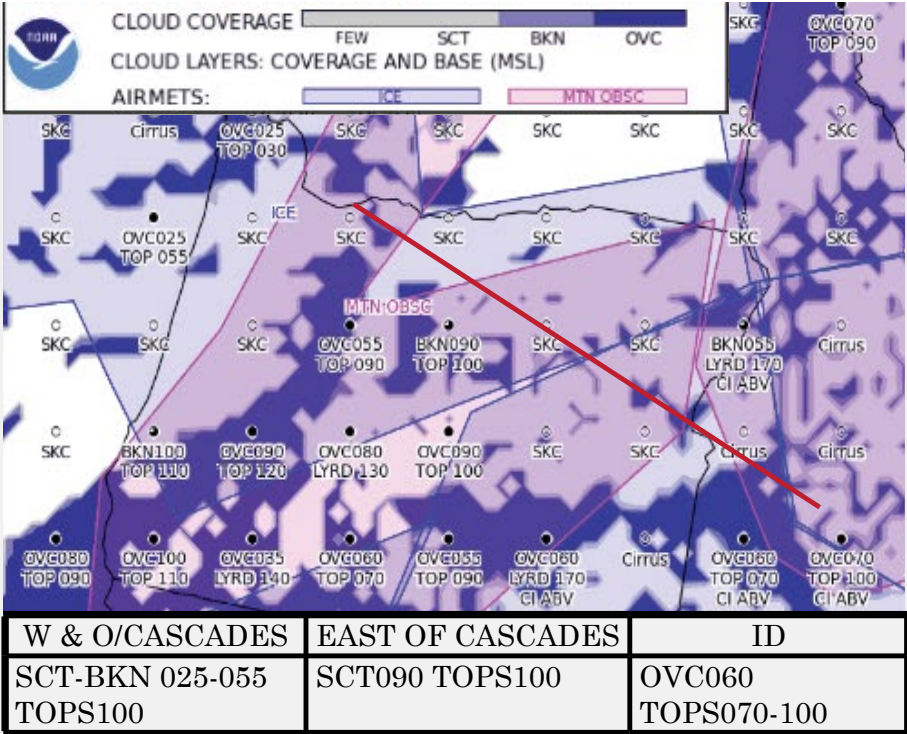 NOAA
CLOUD COVERAGE
FEW SCT BKN OVC
CLOUD LAYERS: COVERAGE AND BASE (MSL)
AIRMETS: ICE MTN OBSC
SKC OVC070
TOP 090
SKC Cirrus OVC025 SKC SKC SKC SKC SKC SKC
TOP 030
ICE
SKC OVC025 SKC SKC SKC SKC SKC SKC SKC
TOP 055
MTN OBSC
SKC SKC SKC OVC055 BKN090 SKC SKC BKN055 Cirrus
TOP 090 TOP 100 LYRD 170
CI ABV
SKC BKN100 OVC090 OVC080 OVC090 SKC SKC Cirrus Cirrus
TOP 110 TOP 120 LYRD 130 TOP 100
OVC080 OVC100 OVC035 OVC060 OVC035 OVC060 Cirrus OVC060 OVC070
TOP 090 TOP 110 LYRD 140 TOP 070 TOP 090 LYRD 170 TOP 070 TOP 100
CI ABV CI ABV CI ABV
W & O/CASCADES EAST OF CASCADES ID
SCT-BKN 025-055 SCT090 TOPS100 OVC060
TOPS100 TOPS070-100